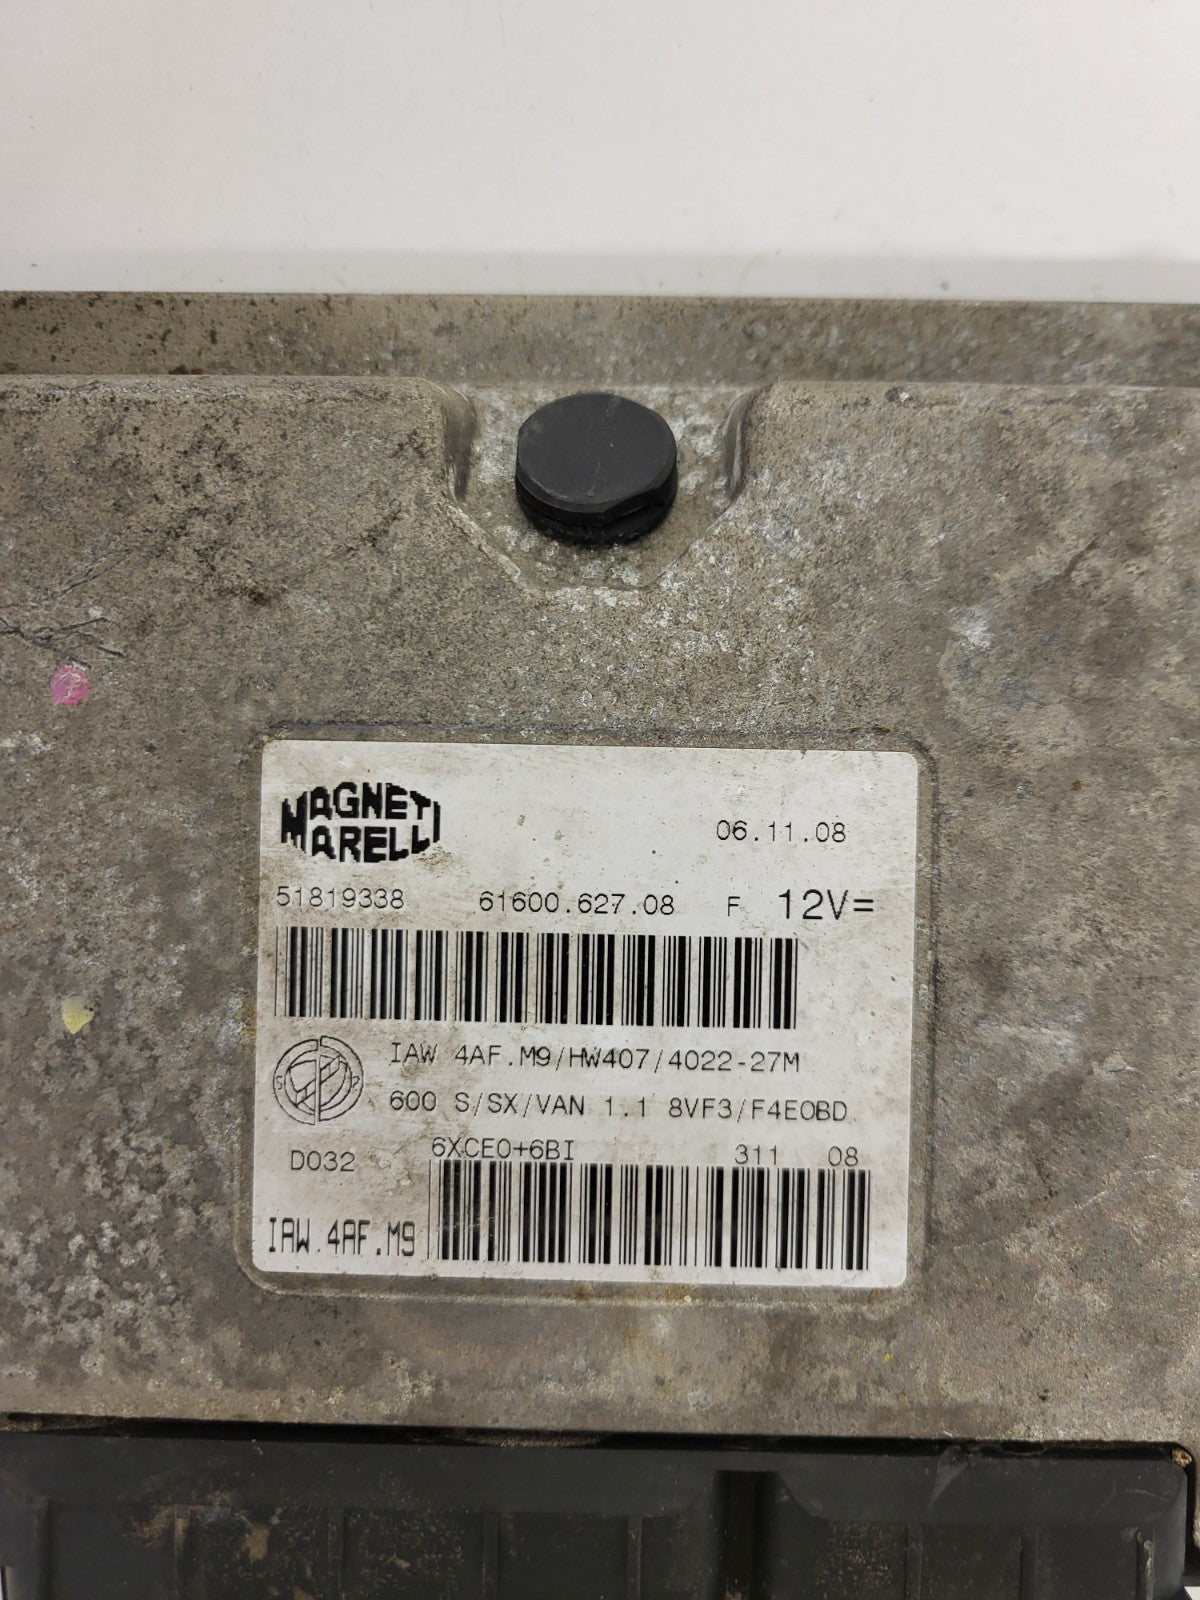 MAGNETI
MARELLI
06.11.08
51819338 61600.627.08 F 12V=
IAW 4AF.M9/HW407/4022-27M
600 S/SX/VAN 1.1 8VF3/F4EOBD
D032 6XCE0+6BI 311 08
IAW 4AF.M9